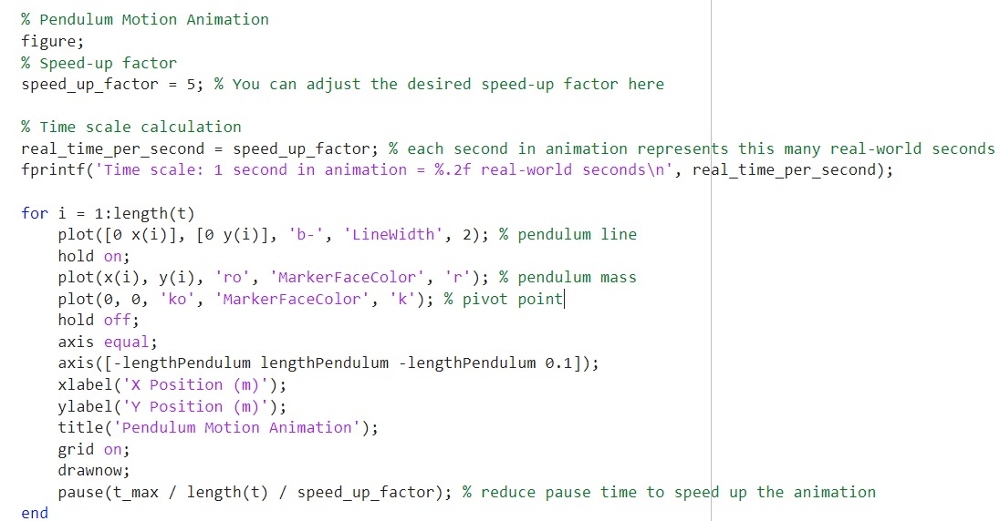 % Pendulum Motion Animation
figure;
% Speed-up factor
speed_up_factor = 5; % You can adjust the desired speed-up factor here
% Time scale calculation
real_time_per_second = speed_up_factor; % each second in animation represents this many real-world seconds
fprintf('Time scale: 1 second in animation = %.2f real-world seconds\n', real_time_per_second);
for i = 1:length(t)
    plot([0 x(i)], [0 y(i)], 'b-', 'LineWidth', 2); % pendulum line
    hold on;
    plot(x(i), y(i), 'ro', 'MarkerFaceColor', 'r'); % pendulum mass
    plot(0, 0, 'ko', 'MarkerFaceColor', 'k'); % pivot point
    hold off;
    axis equal;
    axis([-lengthPendulum lengthPendulum -lengthPendulum 0.1]);
    xlabel('X Position (m)');
    ylabel('Y Position (m)');
    title('Pendulum Motion Animation');
    grid on;
    drawnow;
    pause(t_max / length(t) / speed_up_factor); % reduce pause time to speed up the animation
end